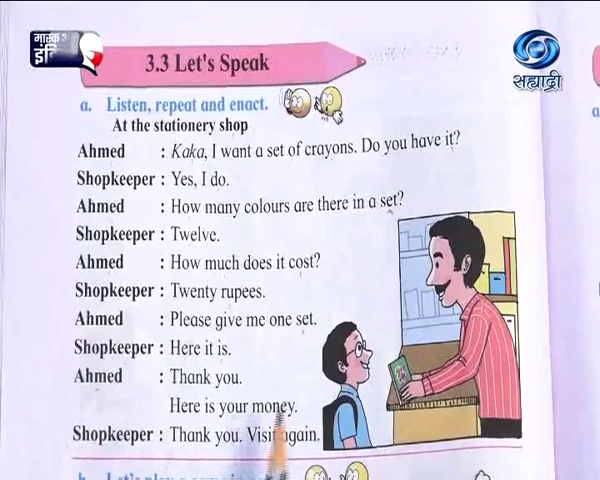 मास्क
इंि
सह्याद्री
3.3 Let's Speak
a. Listen, repeat and enact.
At the stationery shop
Ahmed : Kaka, I want a set of crayons. Do you have it?
Shopkeeper : Yes, I do.
Ahmed : How many colours are there in a set?
Shopkeeper : Twelve.
Ahmed : How much does it cost?
Shopkeeper : Twenty rupees.
Ahmed : Please give me one set.
Shopkeeper : Here it is.
Ahmed : Thank you.
Here is your money.
Shopkeeper : Thank you. Visit again.